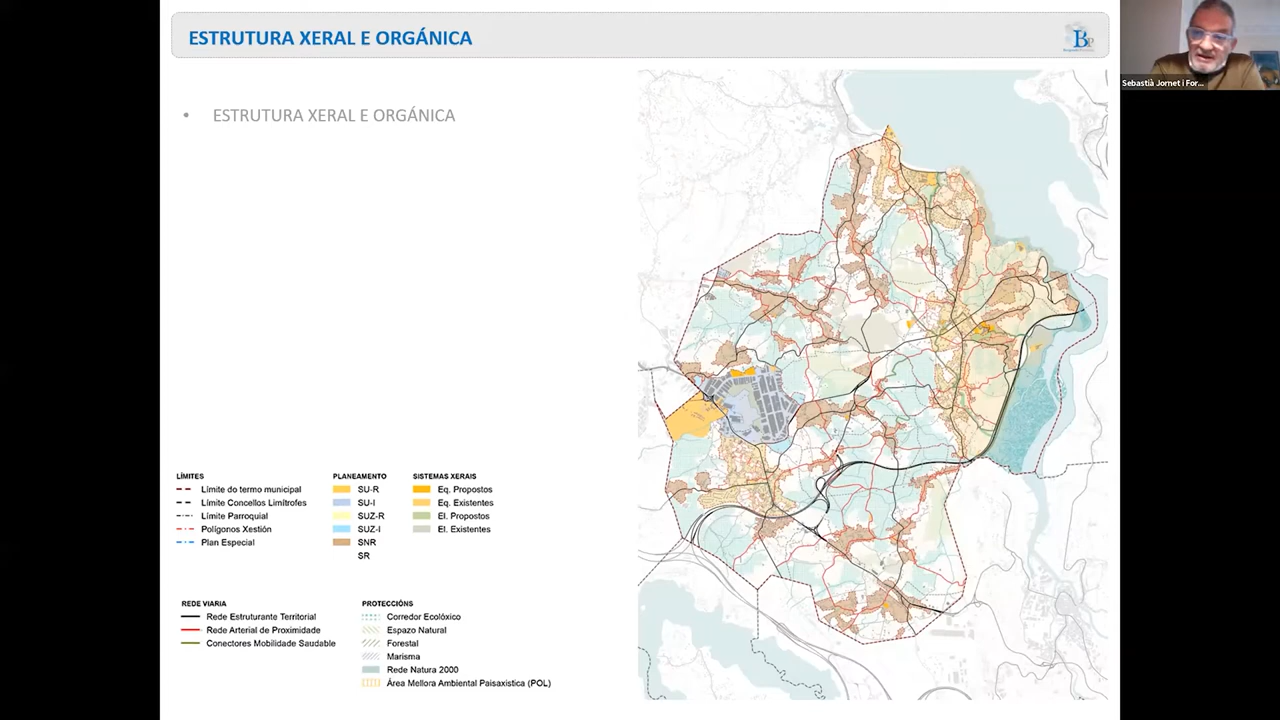 ESTRUTURA XERAL E ORGÁNICA
Bp
Sebastià Jornet i For...
• ESTRUTURA XERAL E ORGÁNICA
LÍMITES
Límite do termo municipal
Límite Concellos Limítrofes
Límite Parroquial
Polígonos Xestión
Plan Especial
PLANEAMENTO
SU-R
SU-I
SUZ-R
SUZ-I
SNR
SR
SISTEMAS XERAIS
Eq. Propostos
Eq. Existentes
El. Propostos
El. Existentes
REDE VIARIA
Rede Estruturante Territorial
Rede Arterial de Proximidade
Conectores Mobilidade Saudable
PROTECCIÓNS
Corredor Ecolóxico
Espazo Natural
Forestal
Marisma
Rede Natura 2000
Área Mellora Ambiental Paisaxistica (POL)